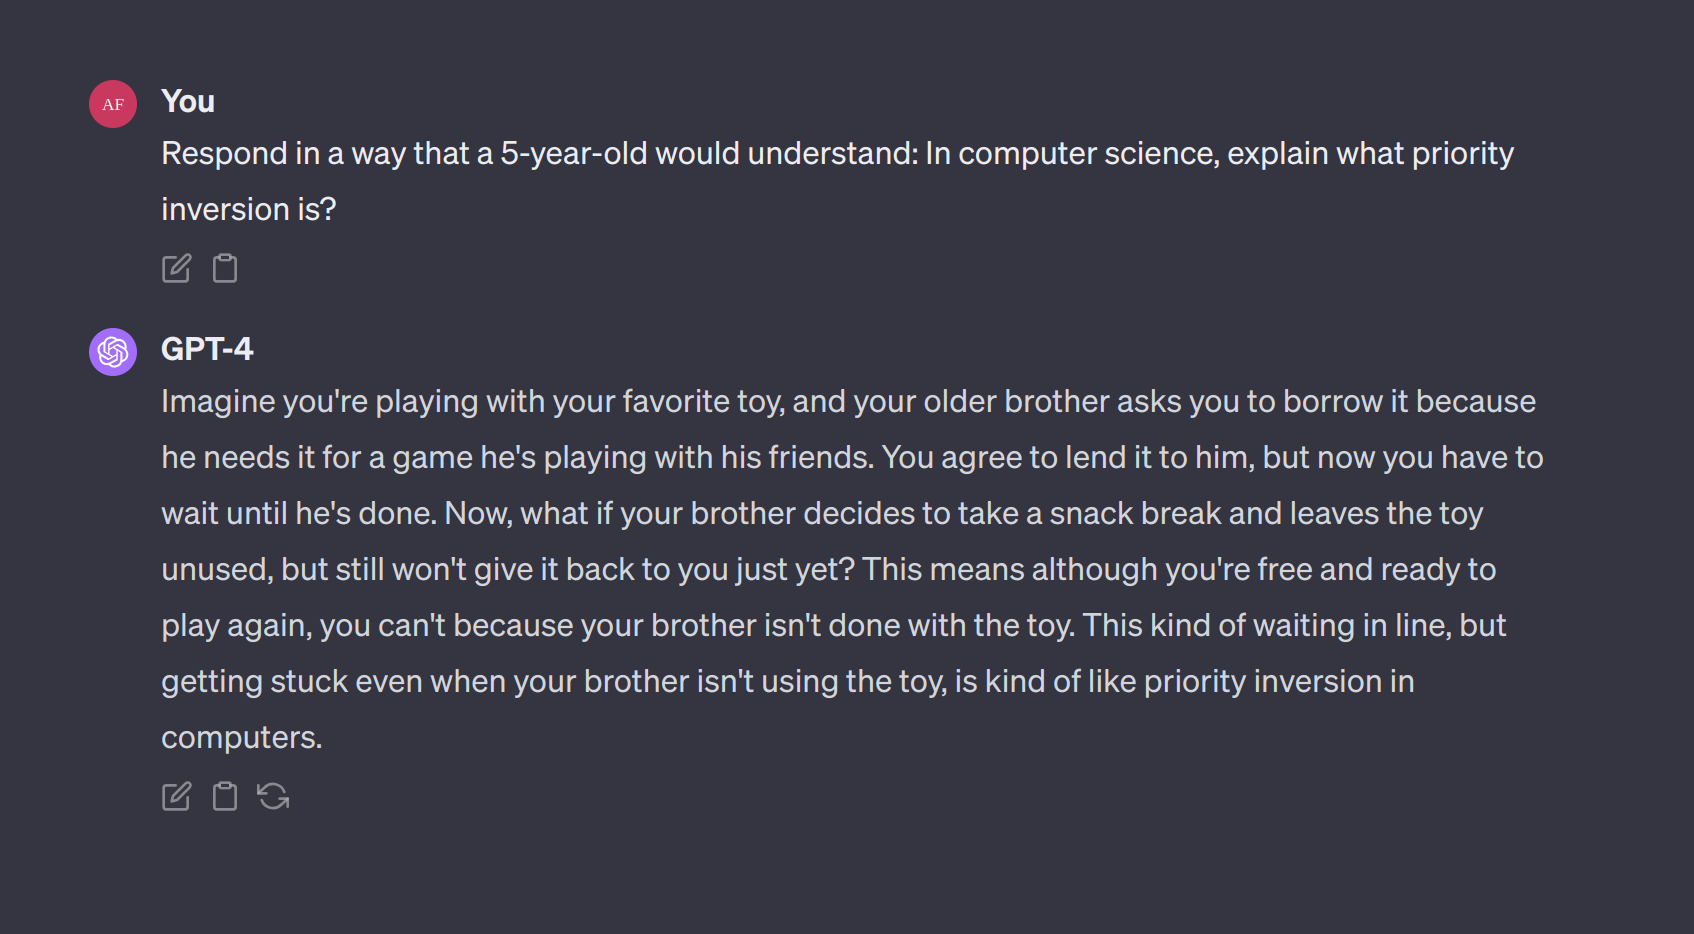 AF
You
Respond in a way that a 5-year-old would understand: In computer science, explain what priority
inversion is?
GPT-4
Imagine you're playing with your favorite toy, and your older brother asks you to borrow it because
he needs it for a game he's playing with his friends. You agree to lend it to him, but now you have to
wait until he's done. Now, what if your brother decides to take a snack break and leaves the toy
unused, but still won't give it back to you just yet? This means although you're free and ready to
play again, you can't because your brother isn't done with the toy. This kind of waiting in line, but
getting stuck even when your brother isn't using the toy, is kind of like priority inversion in
computers.